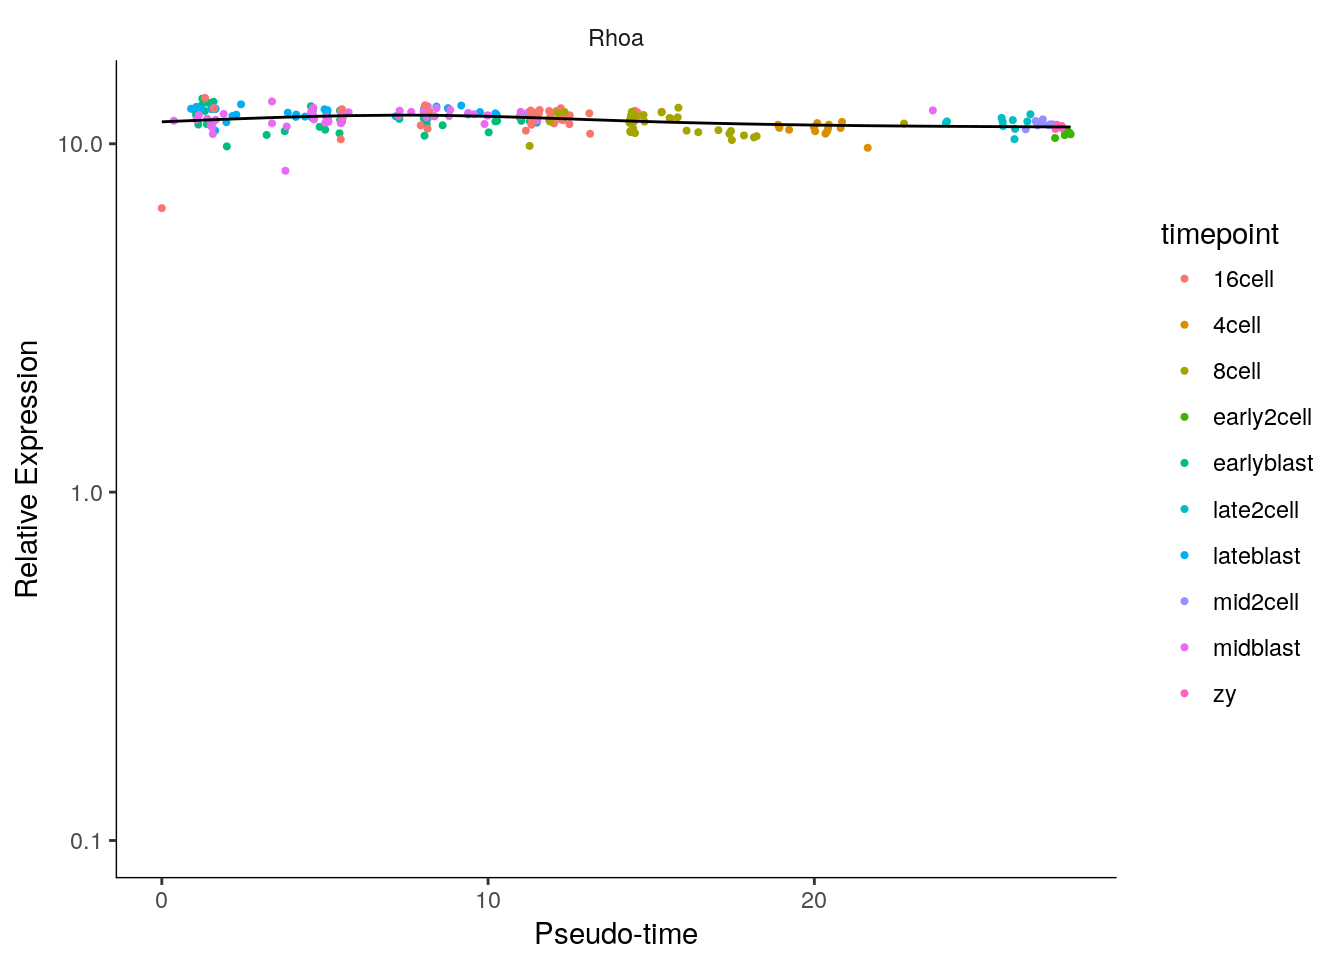 Rhoa
Relative Expression
10.0
1.0
0.1
0
10
20
Pseudo-time
timepoint
16cell
4cell
8cell
early2cell
earlyblast
late2cell
lateblast
mid2cell
midblast
zy